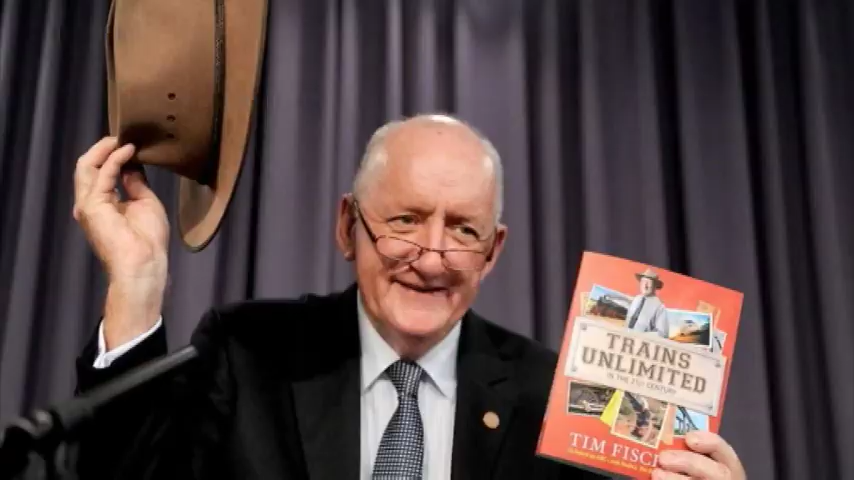 TRAINS
UNLIMITED
IN THE 21ST CENTURY
TIM FISC